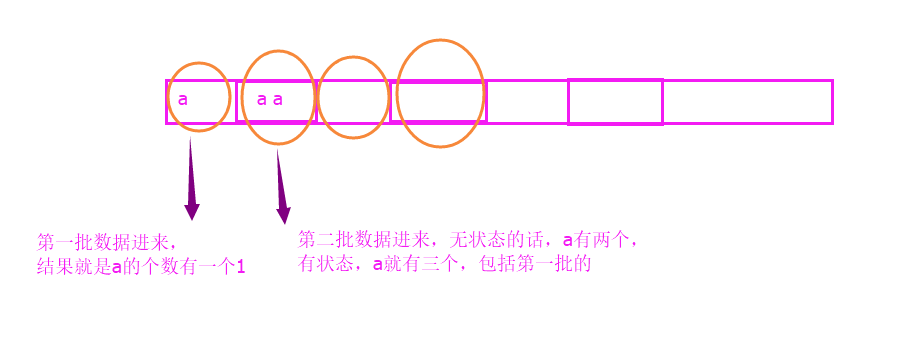 a
a a
第一批数据进来，
结果就是a的个数有一个1
第二批数据进来，无状态的话，a有两个，
有状态，a就有三个，包括第一批的